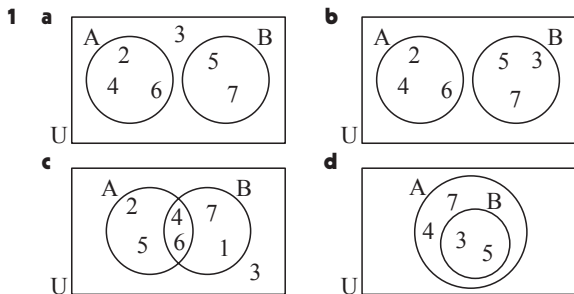 1 a b
A 3 B A B
2 5 2 5 3
4 6 7 4 6 7
U U
c d
A B A
2 4 7 7 B
5 6 1 4 3 5
3
U U